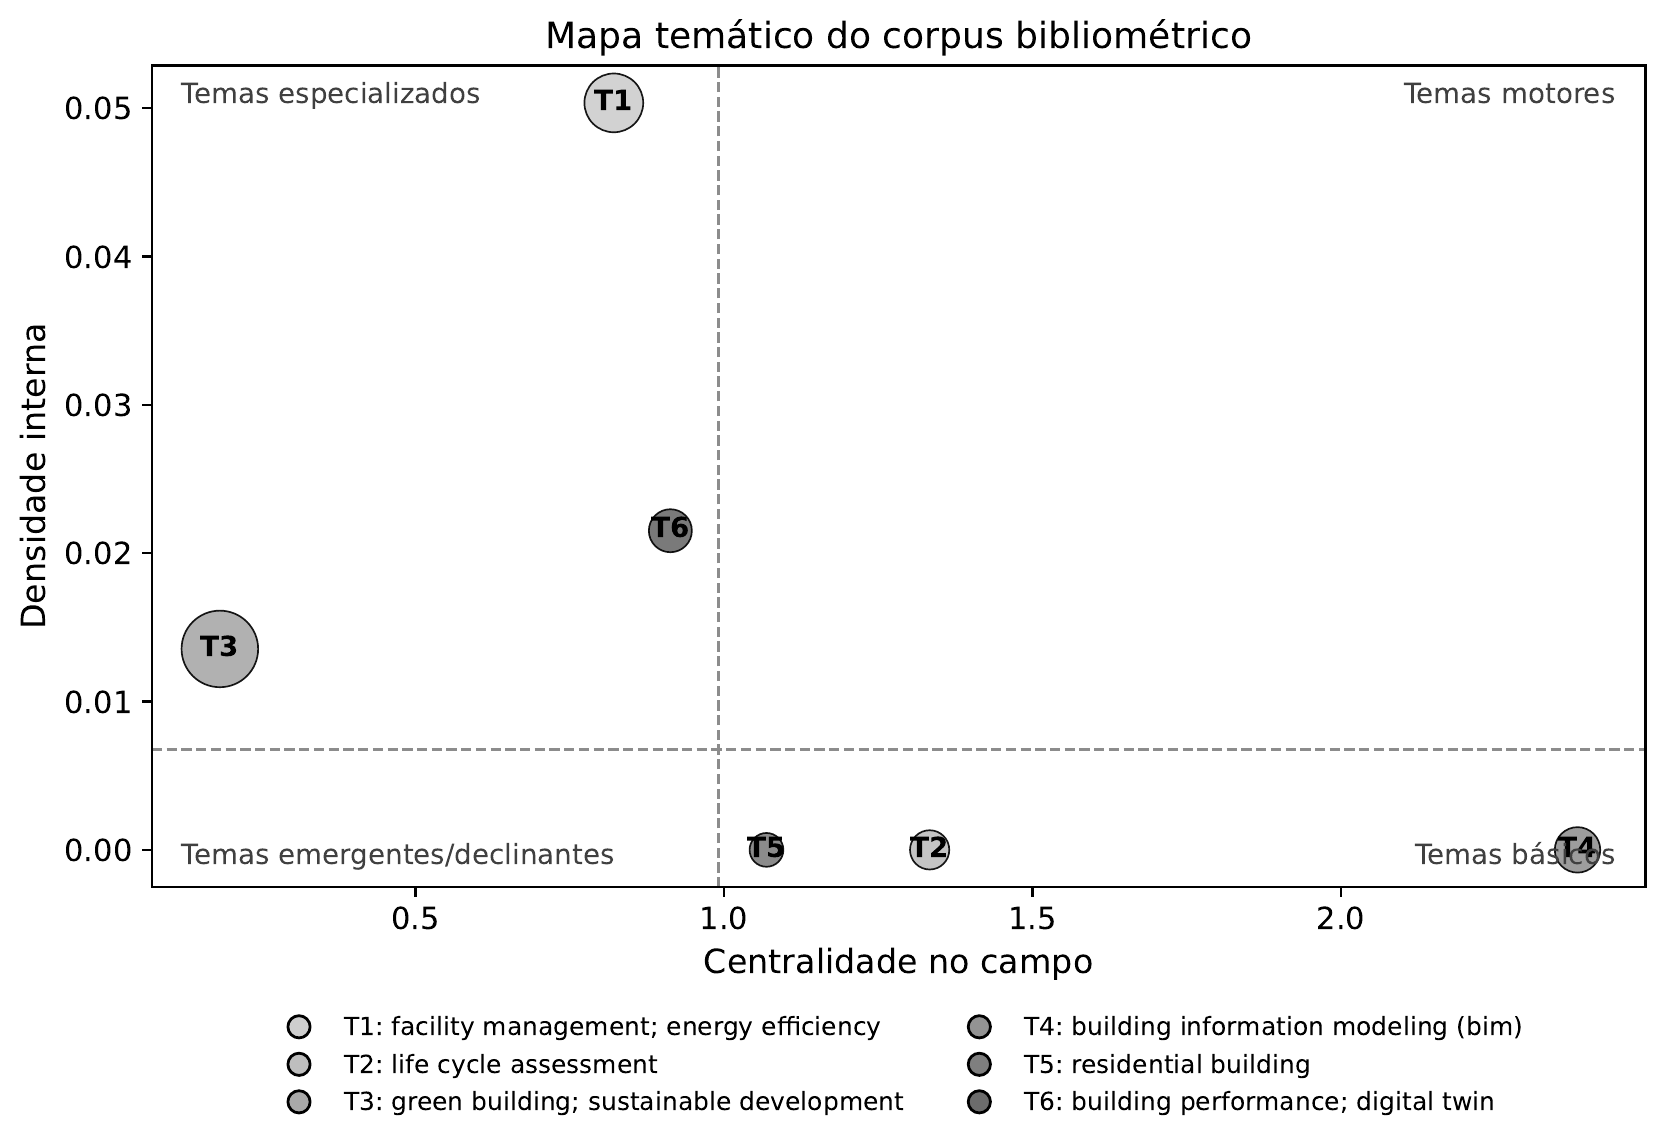 Mapa temático do corpus bibliométrico
Temas especializados
Temas motores
T1
T6
T3
T5
T2
T4
Temas emergentes/declinantes
Temas básicos
0.05
0.04
0.03
0.02
0.01
0.00
Densidade interna
0.5
1.0
1.5
2.0
Centralidade no campo
T1: facility management; energy efficiency
T2: life cycle assessment
T3: green building; sustainable development
T4: building information modeling (bim)
T5: residential building
T6: building performance; digital twin